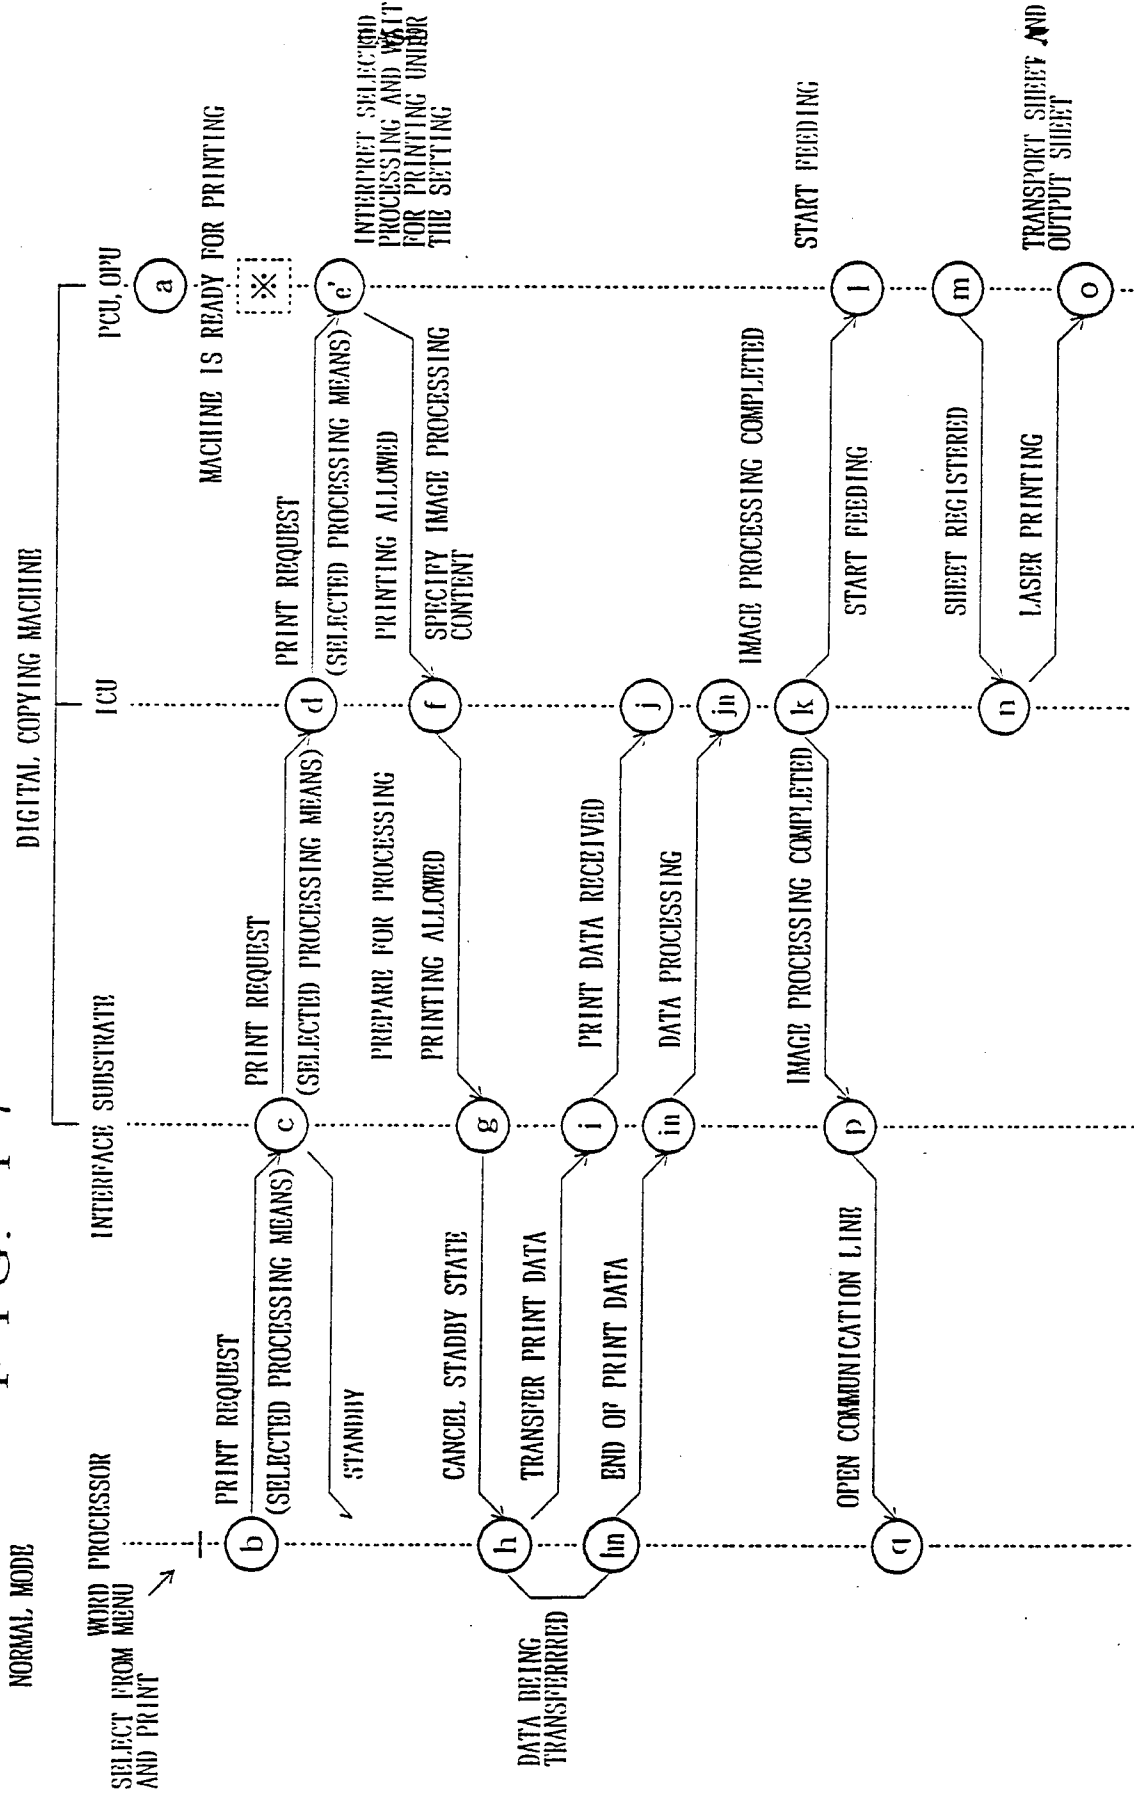 FIG. 17
NORMAL MODE
DIGITAL COPYING MACHINE
WORD PROCESSOR
INTERFACE SUBSTRATE
ICU
PCU, OPU
SELECT FROM MENU
AND PRINT
a
MACHINE IS READY FOR PRINTING
※
b
PRINT REQUEST
(SELECTED PROCESSING MEANS)
c
PRINT REQUEST
(SELECTED PROCESSING MEANS)
d
PRINT REQUEST
(SELECTED PROCESSING MEANS)
e'
INTERPRET SELECTED
PROCESSING AND WAIT
FOR PRINTING UNDER
THE SETTING
STANDBY
PRINTING ALLOWED
SPECIFY IMAGE PROCESSING
CONTENT
f
PREPARE FOR PROCESSING
PRINTING ALLOWED
g
CANCEL STADBY STATE
h
TRANSFER PRINT DATA
i
PRINT DATA RECEIVED
j
DATA BEING
TRANSFERRED
hn
END OF PRINT DATA
in
DATA PROCESSING
jn
IMAGE PROCESSING COMPLETED
k
START FEEDING
l
START FEEDING
IMAGE PROCESSING COMPLETED
p
OPEN COMMUNICATION LINE
q
m
SHEET REGISTERED
n
LASER PRINTING
o
TRANSPORT SHEET AND
OUTPUT SHEET